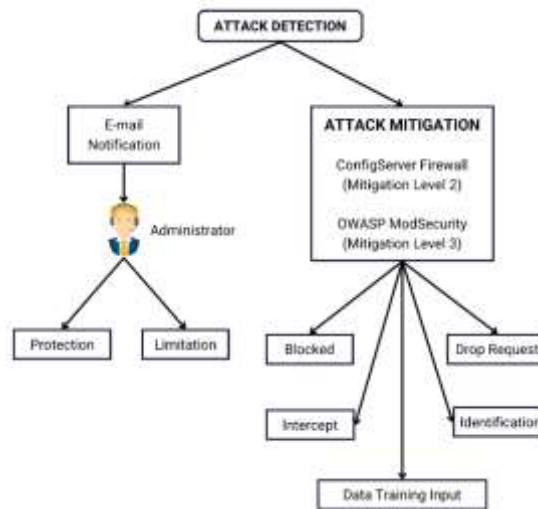 ATTACK DETECTION
E-mail
Notification
Administrator
Protection
Limitation
ATTACK MITIGATION
ConfigServer Firewall
(Mitigation Level 2)
OWASP ModSecurity
(Mitigation Level 3)
Blocked
Drop Request
Intercept
Identification
Data Training Input